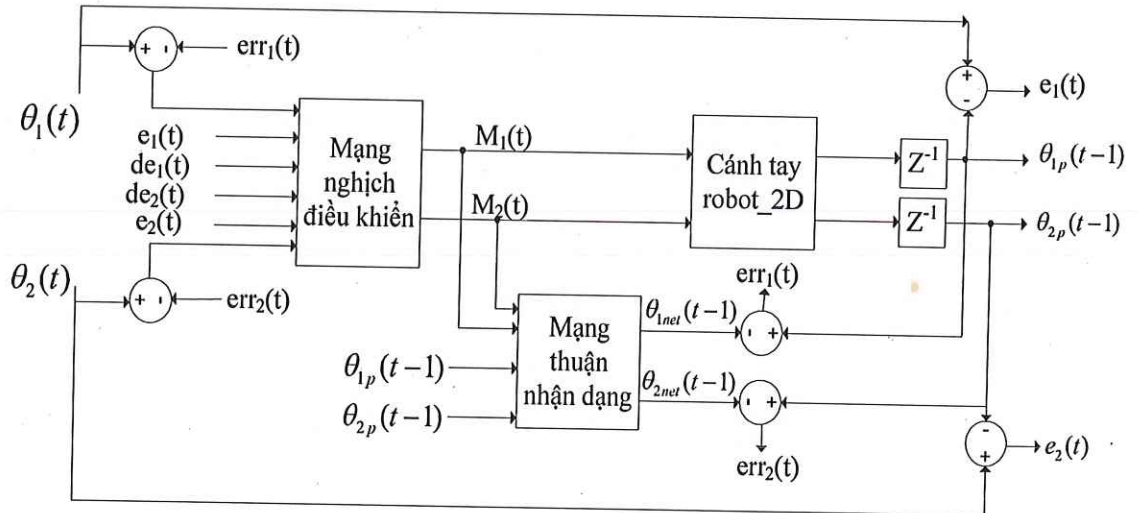 + - err₁(t)
θ₁(t)
e₁(t)
de₁(t)
de₂(t)
e₂(t)
Mạng
nghịch
điều khiển
M₁(t)
M₂(t)
Cánh tay
robot_2D
Z⁻¹
Z⁻¹
+
-
e₁(t)
θ₁ₚ(t−1)
θ₂ₚ(t−1)
θ₂(t)
+ - err₂(t)
err₁(t)
θ₁ₙₑₜ(t−1)
- +
Mạng
thuận
nhận dạng
θ₁ₚ(t−1)
θ₂ₚ(t−1)
θ₂ₙₑₜ(t−1)
- +
err₂(t)
-
+
e₂(t)